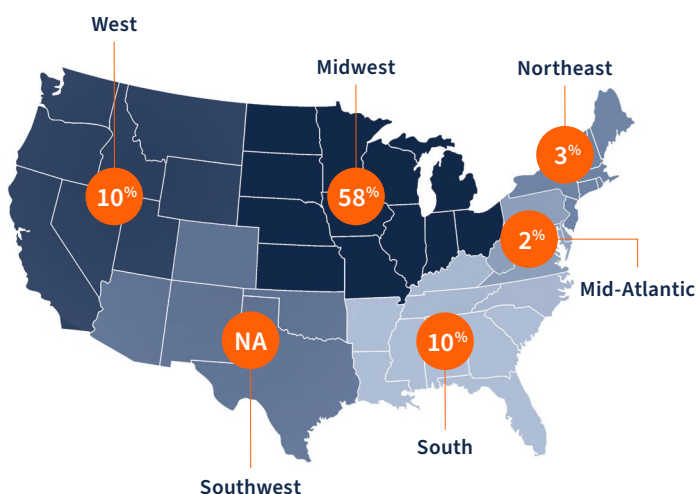 West
Midwest
Northeast
3%
10%
58%
2%
Mid-Atlantic
NA
10%
South
Southwest